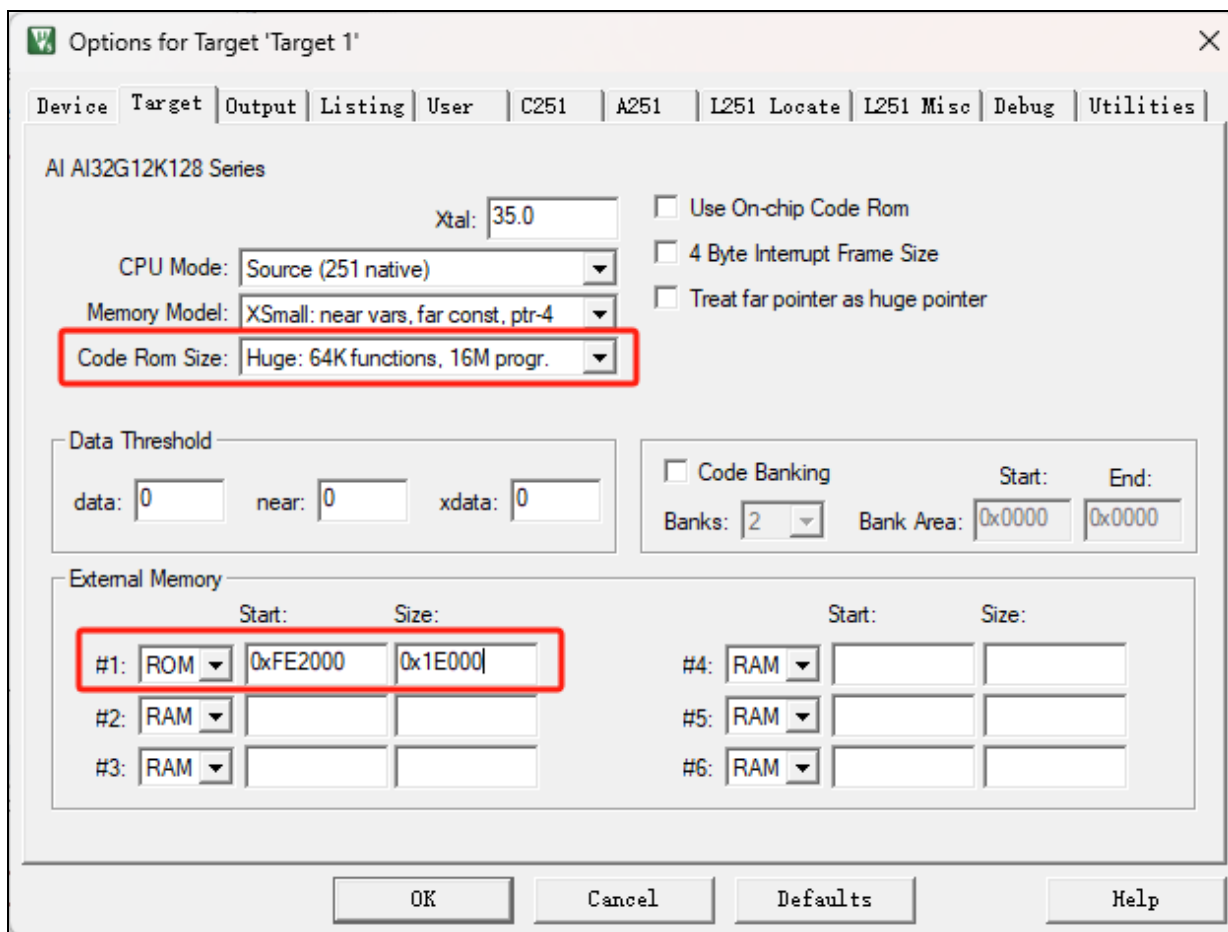 Options for Target 'Target 1'
Device Target Output Listing User C251 A251 L251 Locate L251 Misc Debug Utilities
AI AI32G12K128 Series
Xtal: 35.0
CPU Mode: Source (251 native)
Memory Model: XSmall: near vars, far const, ptr-4
Code Rom Size: Huge: 64K functions, 16M progr.
Use On-chip Code Rom
4 Byte Interrupt Frame Size
Treat far pointer as huge pointer
Data Threshold
data: 0 near: 0 xdata: 0
Code Banking Start: End:
Banks: 2 Bank Area: 0x0000 0x0000
External Memory
Start: Size: Start: Size:
#1: ROM 0xFE2000 0x1E000 #4: RAM
#2: RAM #5: RAM
#3: RAM #6: RAM
OK Cancel Defaults Help